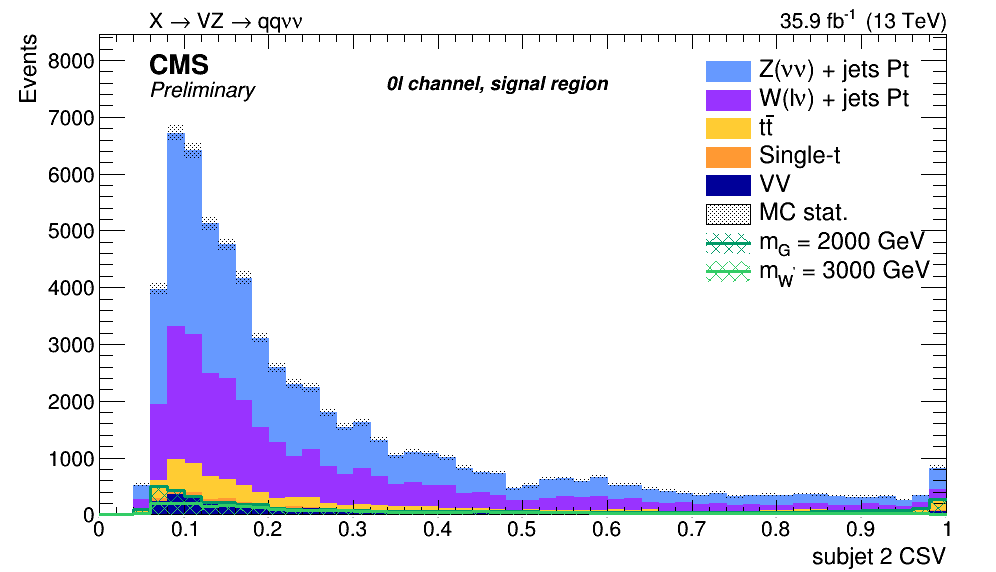 X → VZ → qqνν
35.9 fb-1 (13 TeV)
Events
CMS
Preliminary
0l channel, signal region
Z(νν) + jets Pt
W(lν) + jets Pt
tt̄
Single-t
VV
MC stat.
mG = 2000 GeV
mW' = 3000 GeV
8000
7000
6000
5000
4000
3000
2000
1000
0
0 0.1 0.2 0.3 0.4 0.5 0.6 0.7 0.8 0.9 1
subjet 2 CSV